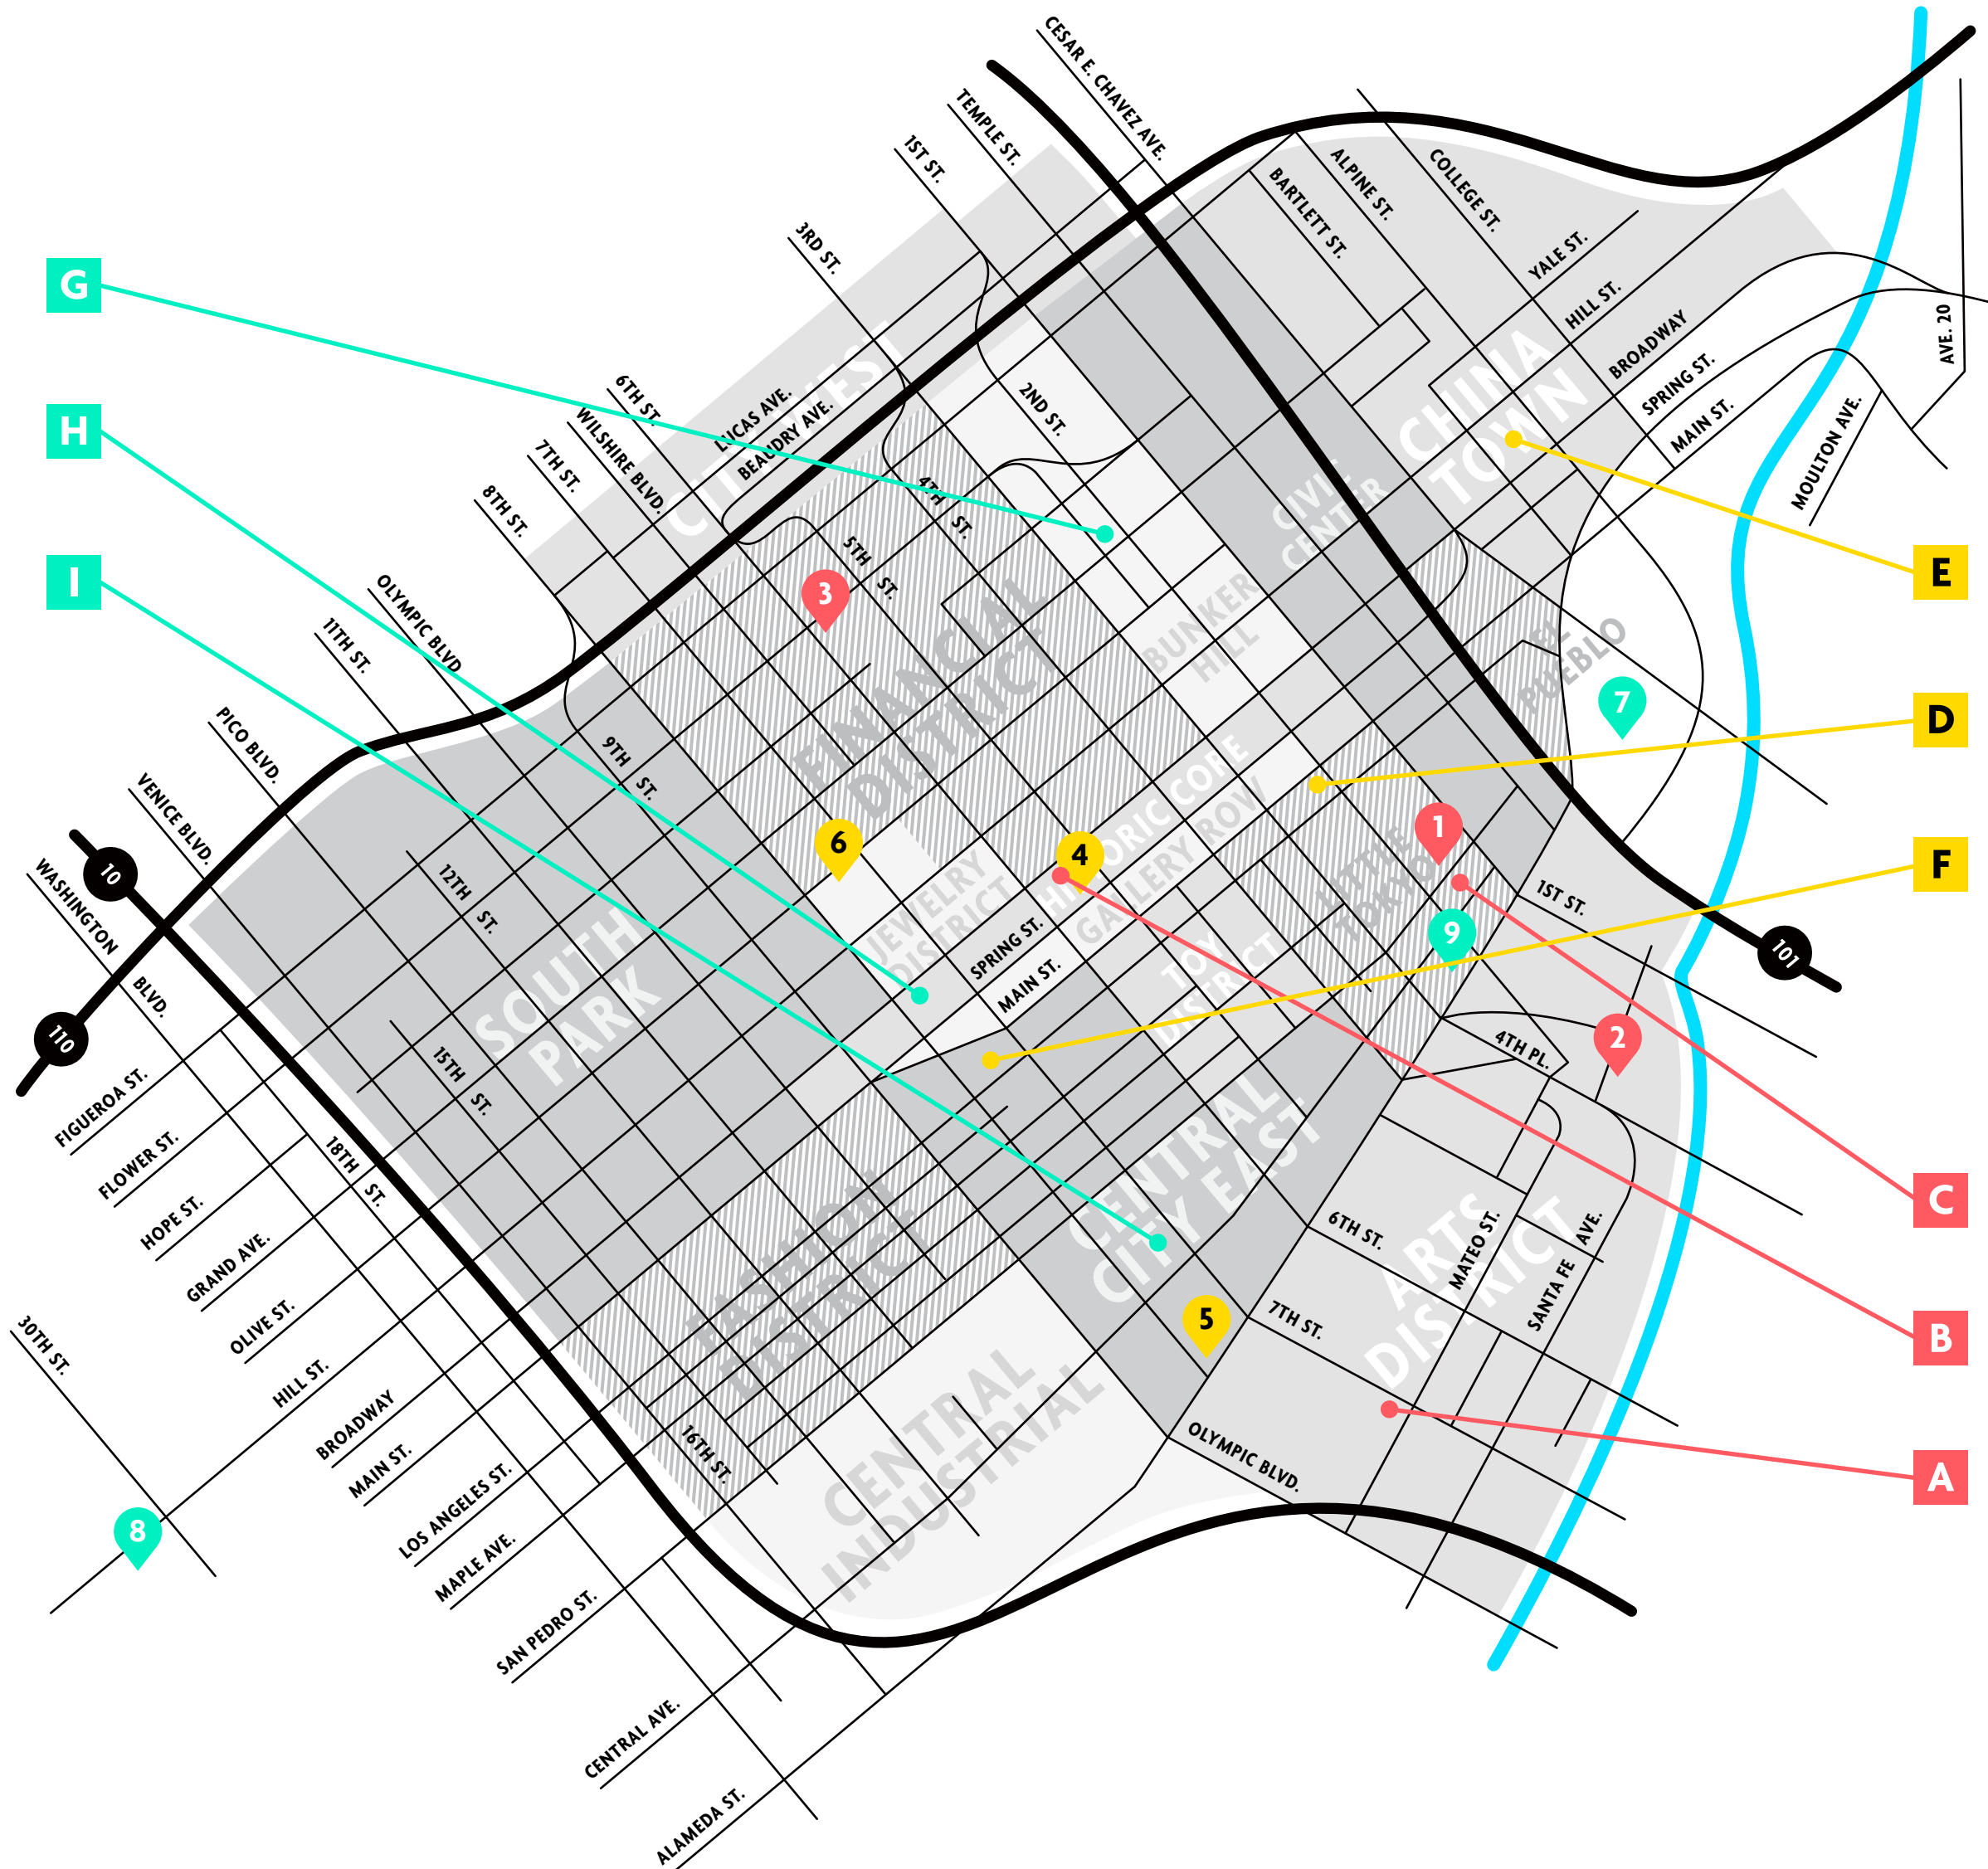 CESAR E. CHAVEZ AVE.
TEMPLE ST.
1ST ST.
3RD ST.
BARTLETT ST.
ALPINE ST.
COLLEGE ST.
YALE ST.
HILL ST.
BROADWAY
SPRING ST.
MAIN ST.
AVE. 20
MOULTON AVE.
G
H
I
6TH ST.
WILSHIRE BLVD.
7TH ST.
8TH ST.
LUCAS AVE.
BEAUDRY AVE.
CITY WEST
2ND ST.
4TH ST.
5TH ST.
CHINA
TOWN
CIVIC
CENTER
E
OLYMPIC BLVD
11TH ST.
PICO BLVD.
VENICE BLVD.
WASHINGTON BLVD.
9TH ST.
3
FINANCIAL
DISTRICT
BUNKER
HILL
EL
PUEBLO
7
D
6
4
1
HISTORIC CORE
GALLERY ROW
LITTLE
TOKYO
F
10
110
12TH ST.
15TH ST.
SOUTH
PARK
JEWELRY
DISTRICT
SPRING ST.
MAIN ST.
TOY
DISTRICT
9
1ST ST.
101
2
4TH PL.
FIGUEROA ST.
FLOWER ST.
HOPE ST.
GRAND AVE.
OLIVE ST.
HILL ST.
BROADWAY
MAIN ST.
LOS ANGELES ST.
MAPLE AVE.
SAN PEDRO ST.
CENTRAL AVE.
ALAMEDA ST.
18TH ST.
30TH ST.
8
16TH ST.
FASHION
DISTRICT
CENTRAL
CITY EAST
5
CENTRAL
INDUSTRIAL
6TH ST.
7TH ST.
OLYMPIC BLVD.
ARTS
DISTRICT
MATEO ST.
SANTA FE AVE.
C
B
A